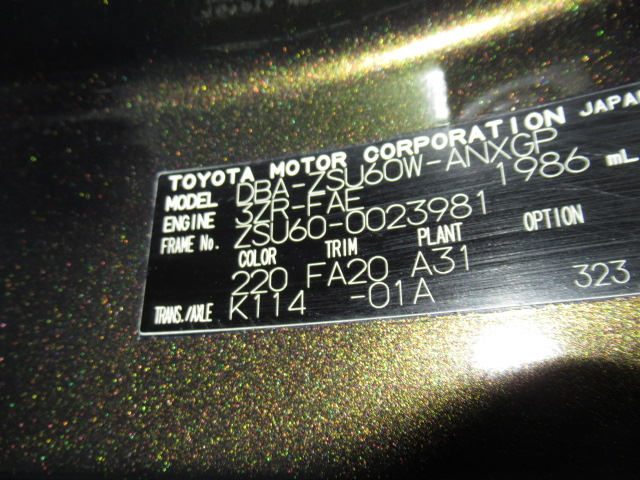 TOYOTA MOTOR CORPORATION JAPAN
MODEL DBA-ZSU60W-ANXGP
ENGINE 3ZR-FAE 1986 mL
FRAME No. ZSU60-0023981
COLOR TRIM PLANT OPTION
220 FA20 A31
TRANS./AXLE K114 -01A 323